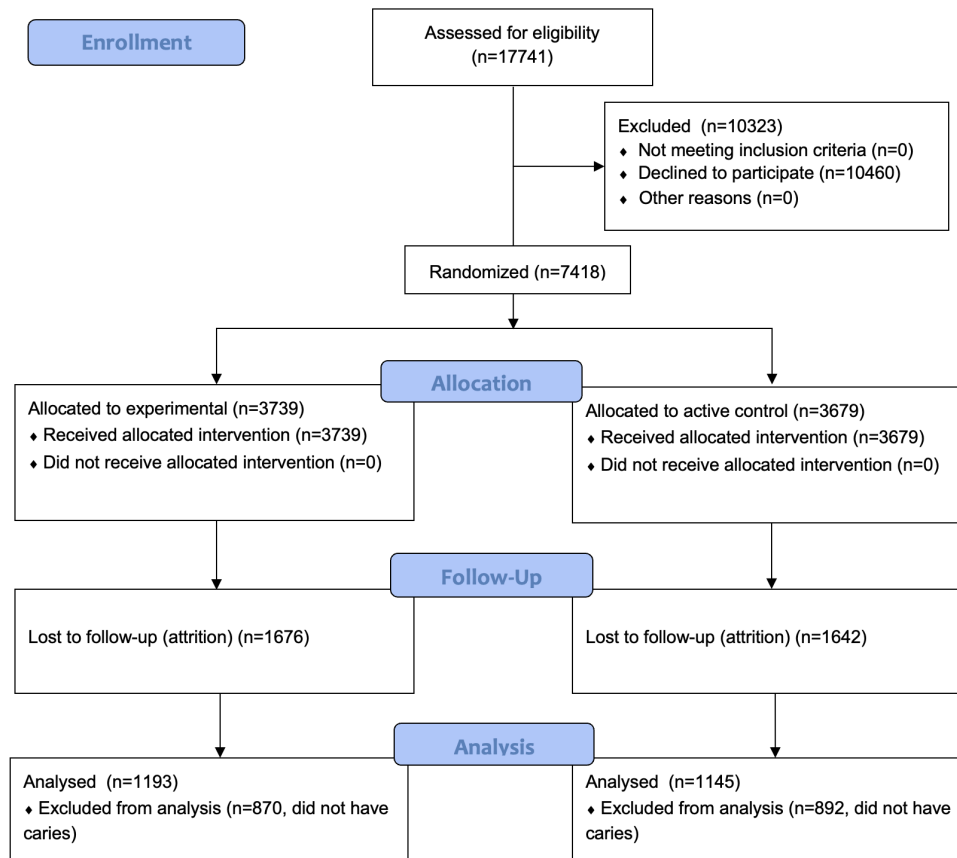 Enrollment
Assessed for eligibility
(n=17741)
Excluded (n=10323)
♦ Not meeting inclusion criteria (n=0)
♦ Declined to participate (n=10460)
♦ Other reasons (n=0)
Randomized (n=7418)
Allocation
Allocated to experimental (n=3739)
♦ Received allocated intervention (n=3739)
♦ Did not receive allocated intervention (n=0)
Allocated to active control (n=3679)
♦ Received allocated intervention (n=3679)
♦ Did not receive allocated intervention (n=0)
Follow-Up
Lost to follow-up (attrition) (n=1676)
Lost to follow-up (attrition) (n=1642)
Analysis
Analysed (n=1193)
♦ Excluded from analysis (n=870, did not have
caries)
Analysed (n=1145)
♦ Excluded from analysis (n=892, did not have
caries)